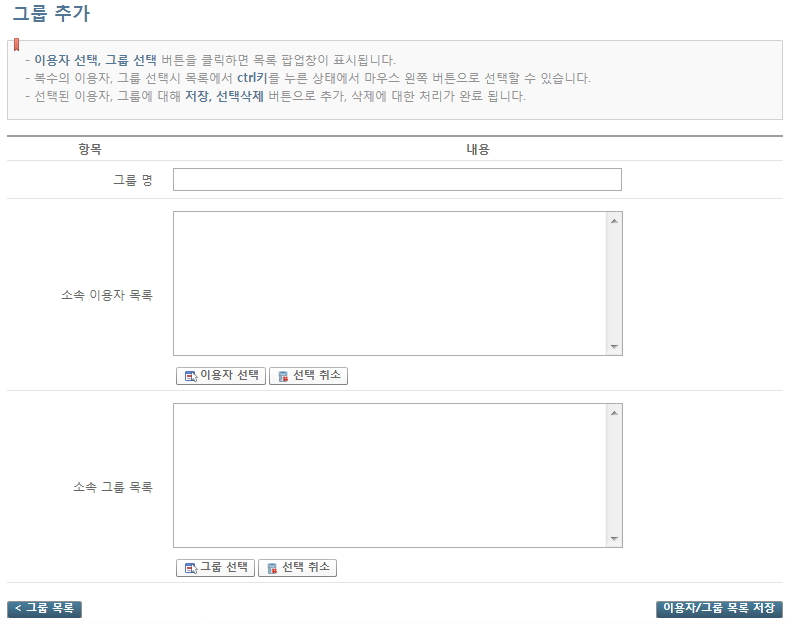 그룹 추가
- 이용자 선택, 그룹 선택 버튼을 클릭하면 목록 팝업창이 표시됩니다.
- 복수의 이용자, 그룹 선택시 목록에서 ctrl키를 누른 상태에서 마우스 왼쪽 버튼으로 선택할 수 있습니다.
- 선택된 이용자, 그룹에 대해 저장, 선택삭제 버튼으로 추가, 삭제에 대한 처리가 완료 됩니다.
항목 내용
그룹 명
소속 이용자 목록
이용자 선택 선택 취소
소속 그룹 목록
그룹 선택 선택 취소
< 그룹 목록 이용자/그룹 목록 저장